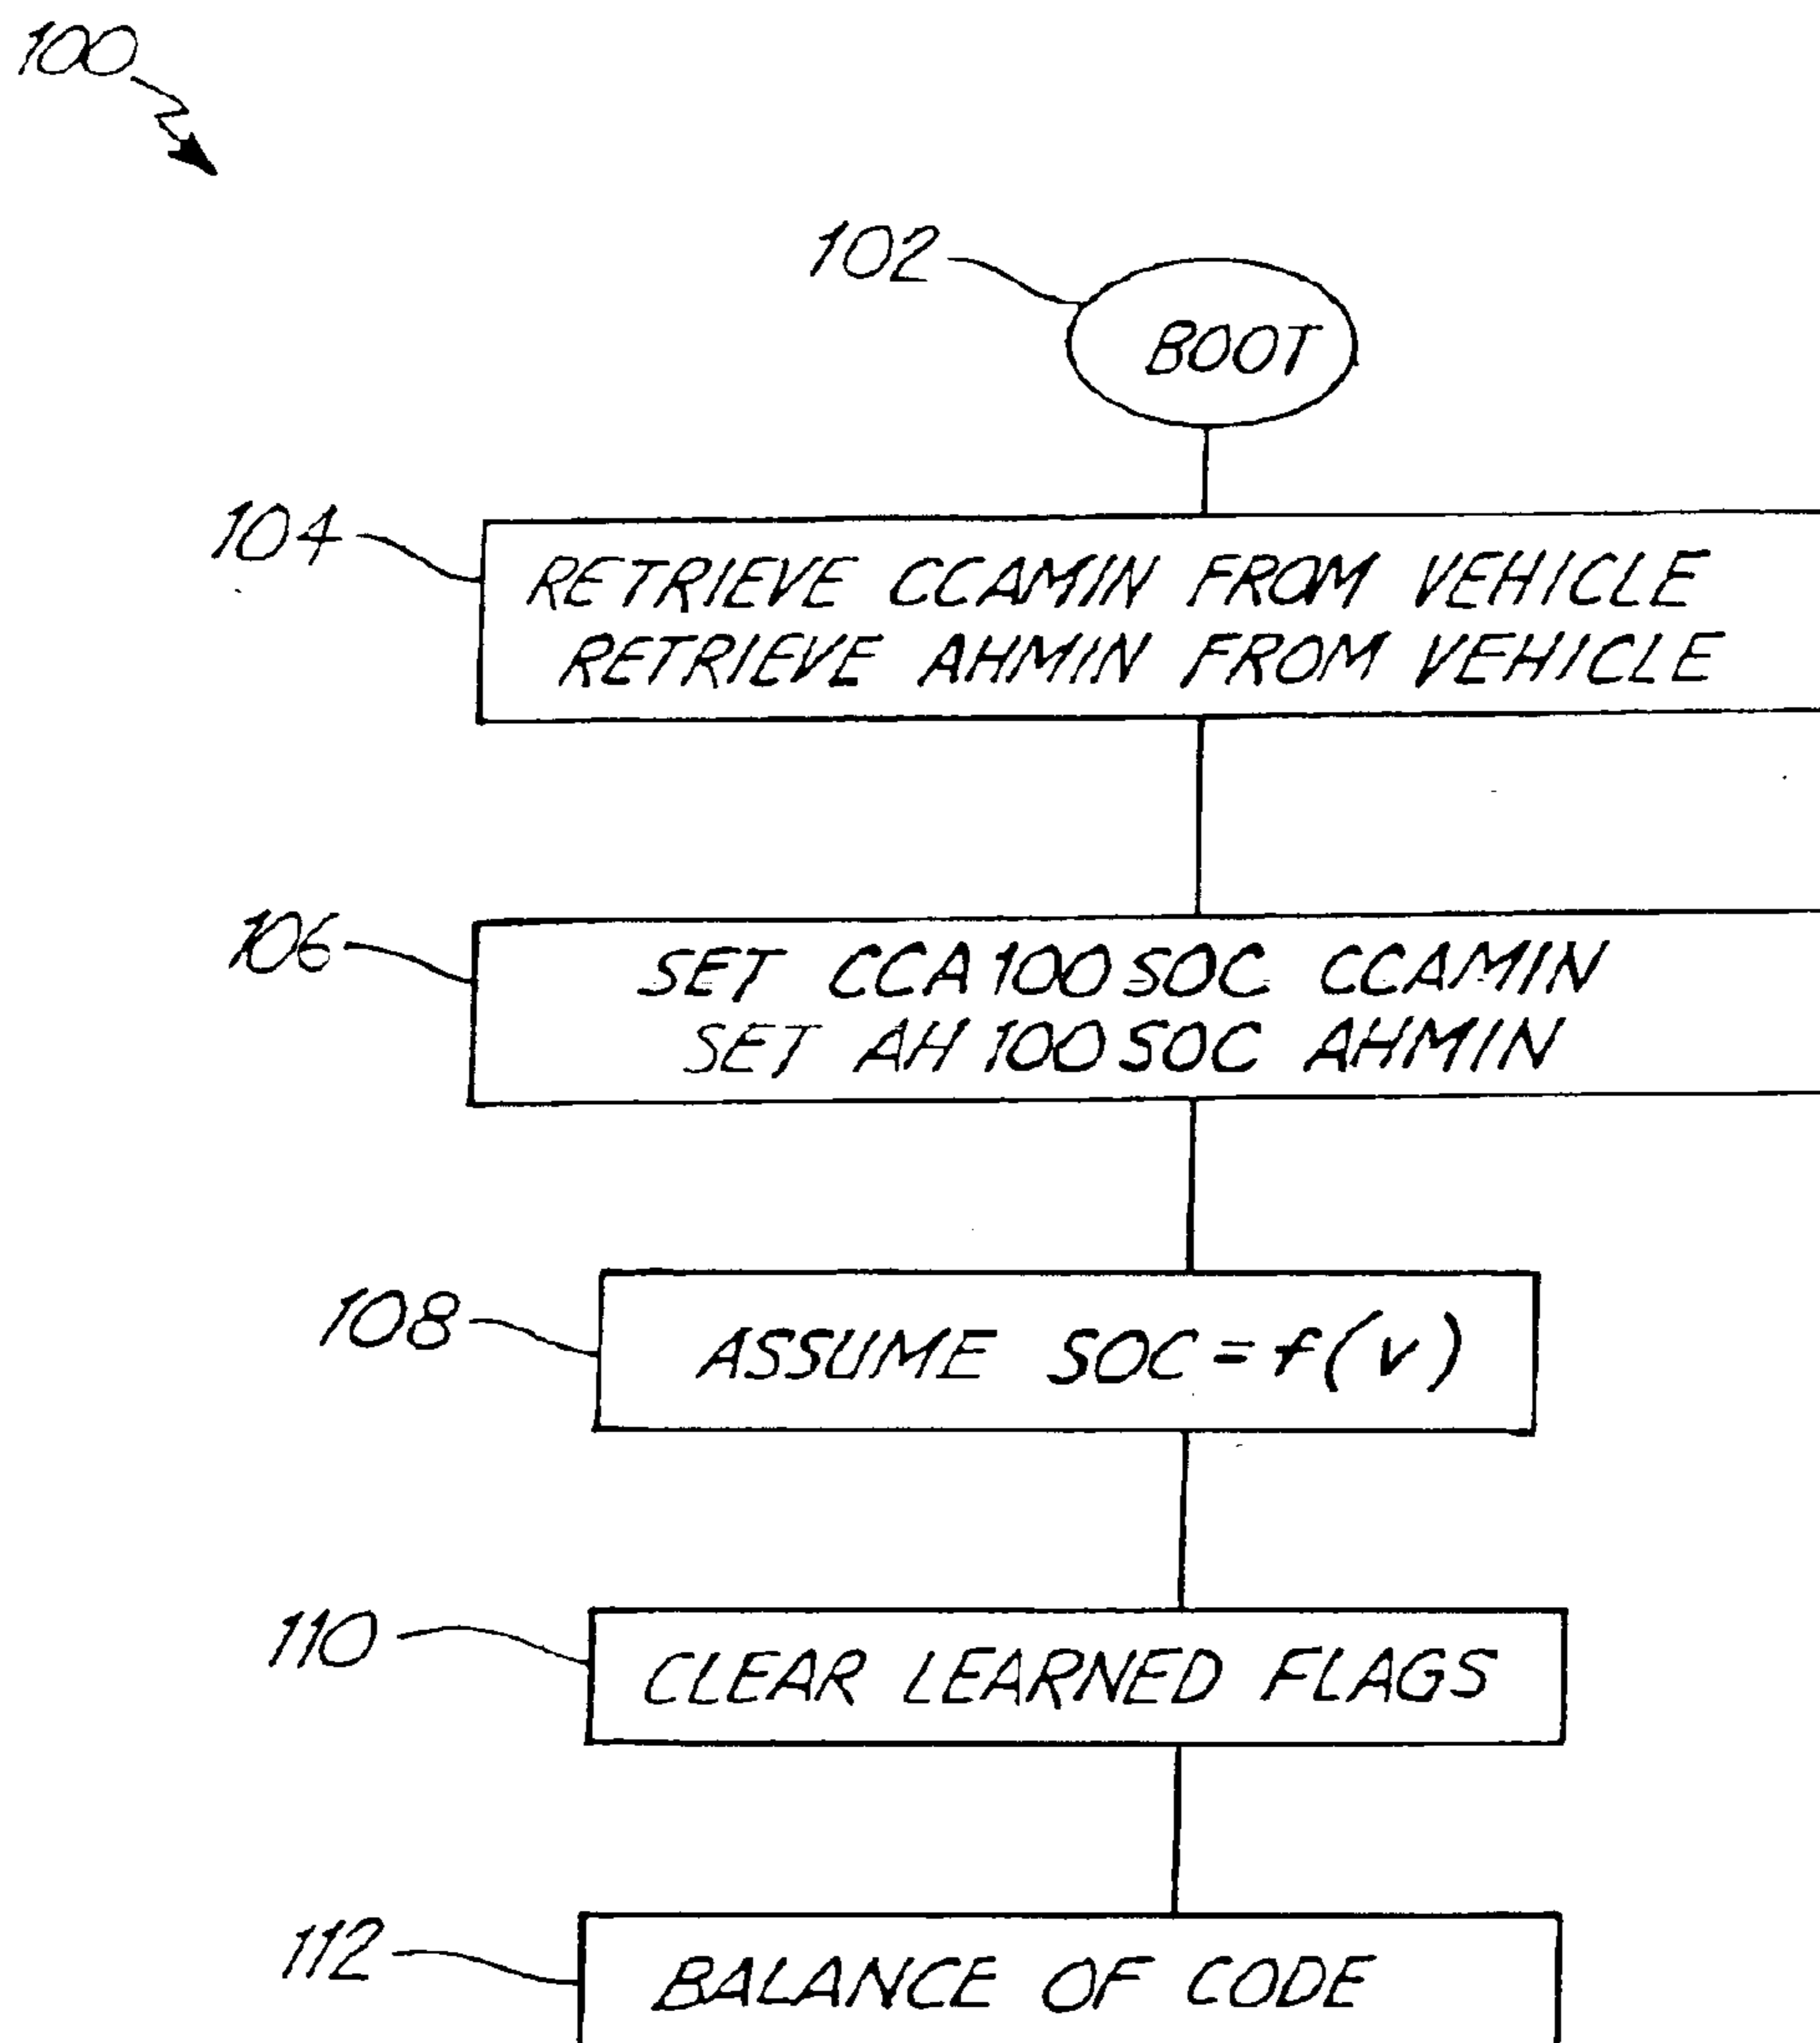 100
102
BOOT
104
RETRIEVE CCAMIN FROM VEHICLE
RETRIEVE AHMIN FROM VEHICLE
106
SET CCA100SOC CCAMIN
SET AH100SOC AHMIN
108
ASSUME SOC=f(v)
110
CLEAR LEARNED FLAGS
112
BALANCE OF CODE